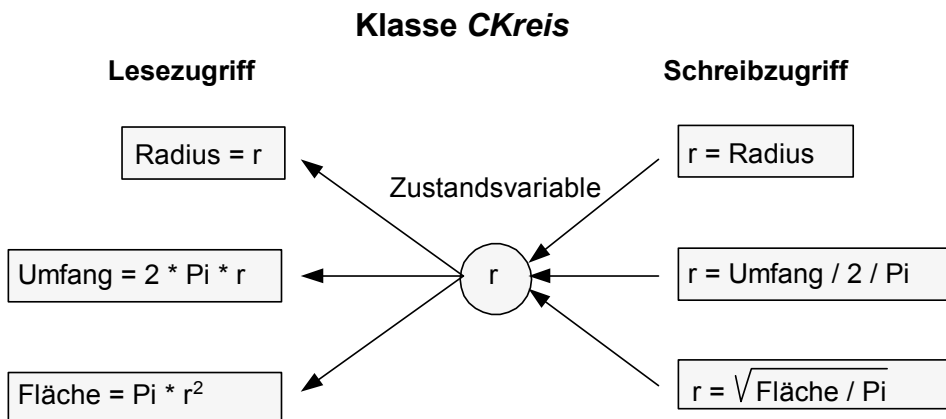 Klasse CKreis
Lesezugriff
Schreibzugriff
Radius = r
r = Radius
Zustandsvariable
Umfang = 2 * Pi * r
r
r = Umfang / 2 / Pi
Fläche = Pi * r²
r = √Fläche / Pi